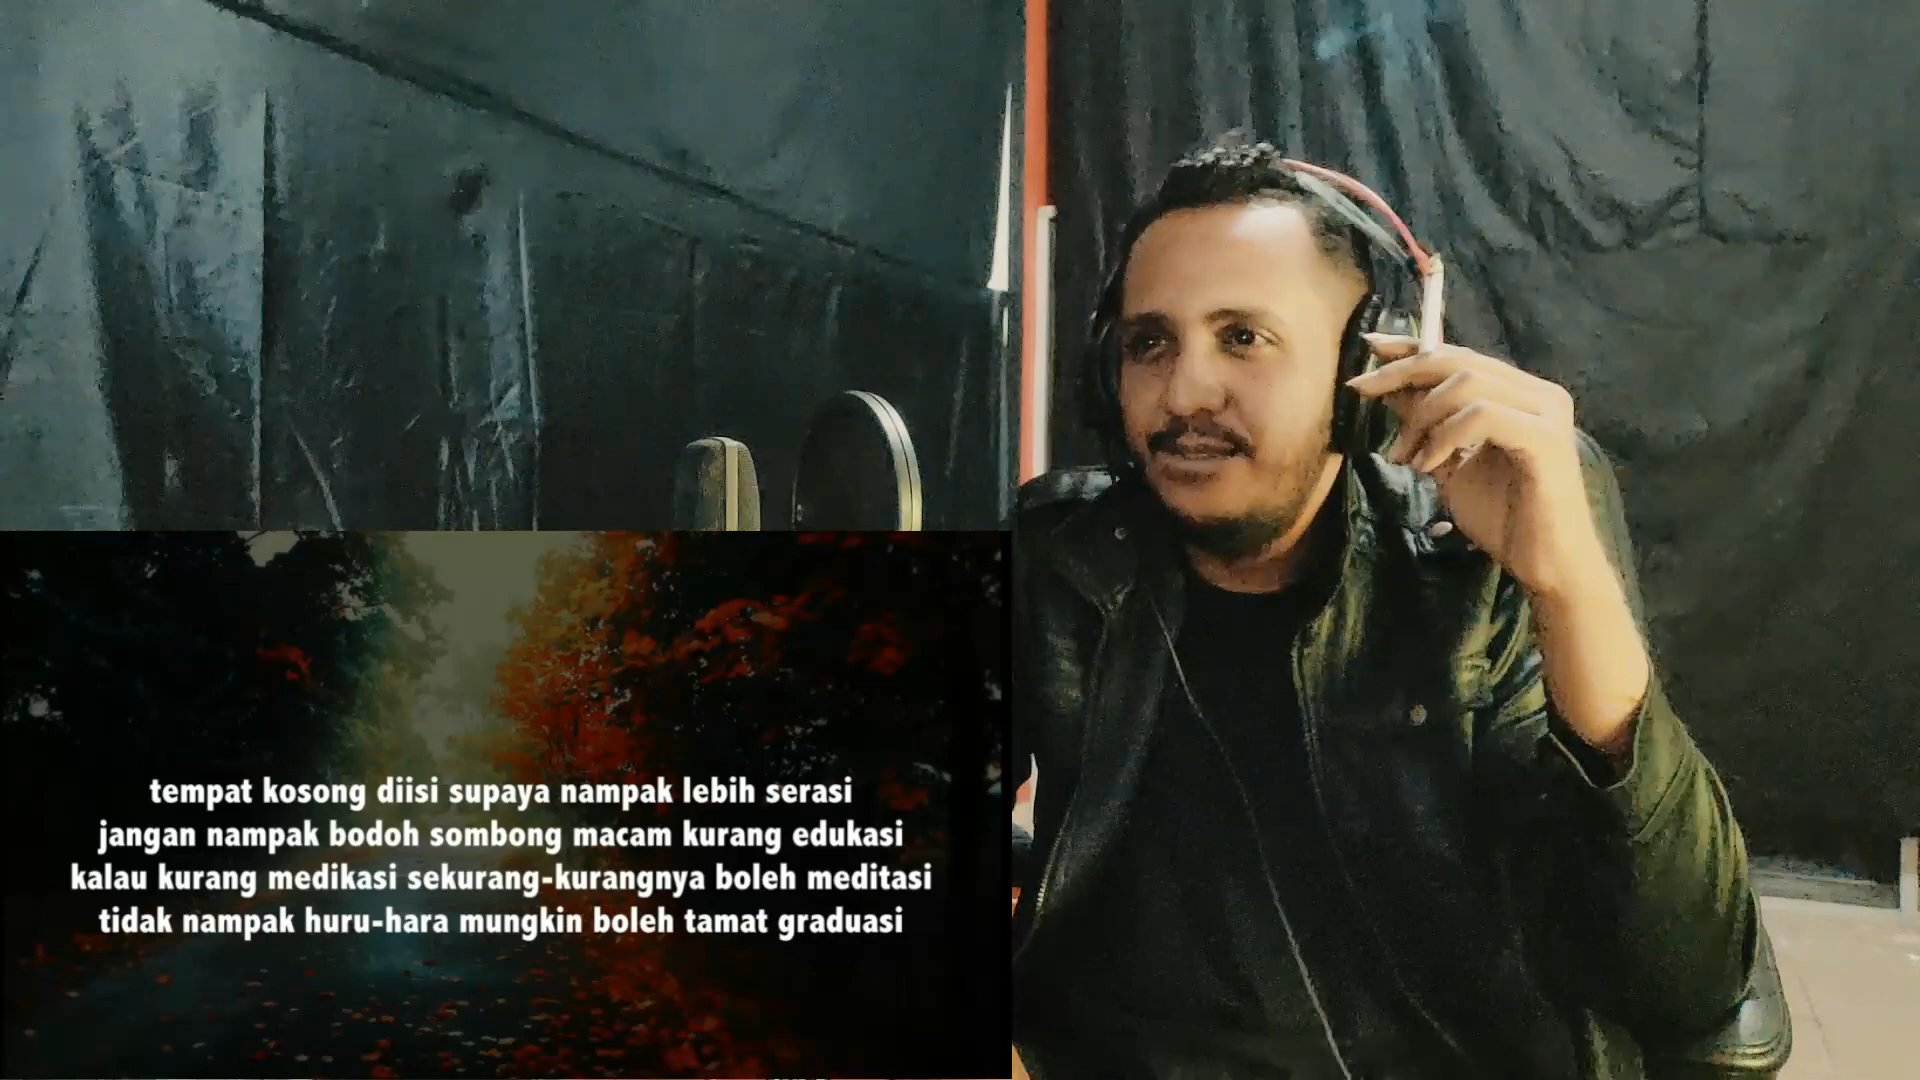 tempat kosong diisi supaya nampak lebih serasi
jangan nampak bodoh sombong macam kurang edukasi
kalau kurang medikasi sekurang-kurangnya boleh meditasi
tidak nampak huru-hara mungkin boleh tamat graduasi